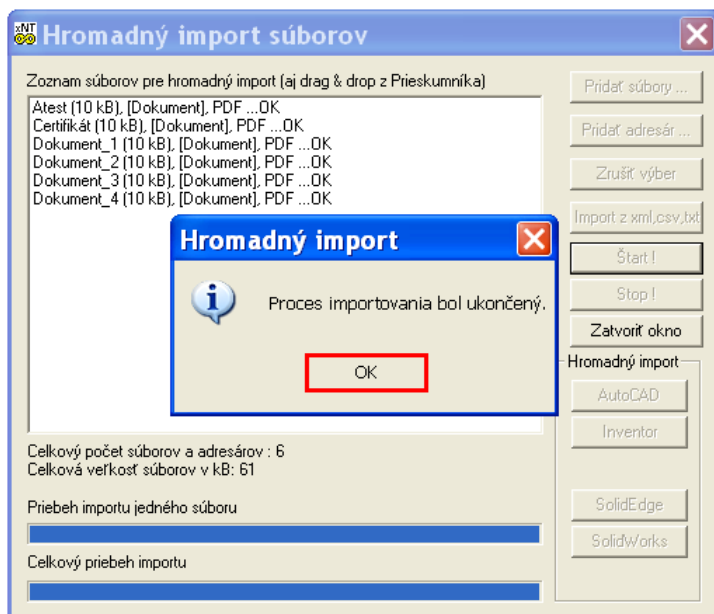 xNT
Hromadný import súborov
Zoznam súborov pre hromadný import (aj drag & drop z Prieskumníka)
Atest (10 kB), [Dokument], PDF ...OK
Certifikát (10 kB), [Dokument], PDF ...OK
Dokument_1 (10 kB), [Dokument], PDF ...OK
Dokument_2 (10 kB), [Dokument], PDF ...OK
Dokument_3 (10 kB), [Dokument], PDF ...OK
Dokument_4 (10 kB), [Dokument], PDF ...OK
Hromadný import
Proces importovania bol ukončený.
OK
Pridať súbory ...
Pridať adresár ...
Zrušiť výber
Import z xml,csv,txt
Štart !
Stop !
Zatvoriť okno
Hromadný import
AutoCAD
Inventor
SolidEdge
SolidWorks
Celkový počet súborov a adresárov : 6
Celková veľkosť súborov v kB: 61
Priebeh importu jedného súboru
Celkový priebeh importu